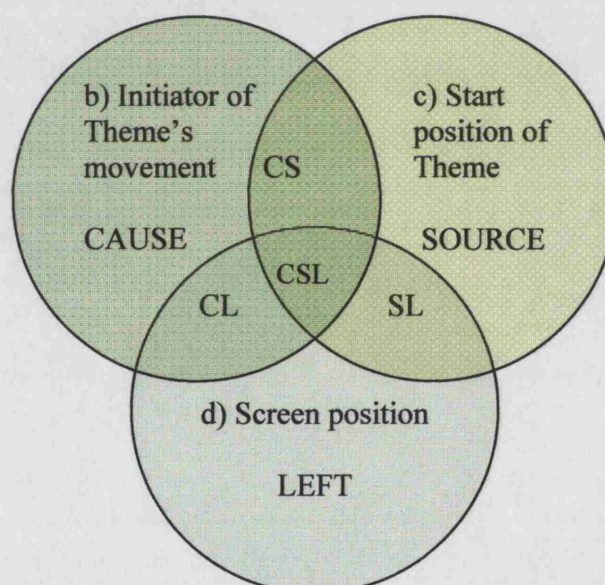 b) Initiator of
Theme's
movement
c) Start
position of
Theme
CS
CAUSE
SOURCE
CSL
CL
SL
d) Screen position
LEFT